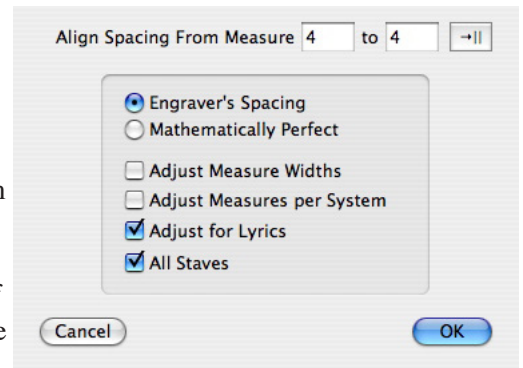 Align Spacing From Measure 4 to 4
Engraver's Spacing
Mathematically Perfect
Adjust Measure Widths
Adjust Measures per System
Adjust for Lyrics
All Staves
Cancel OK